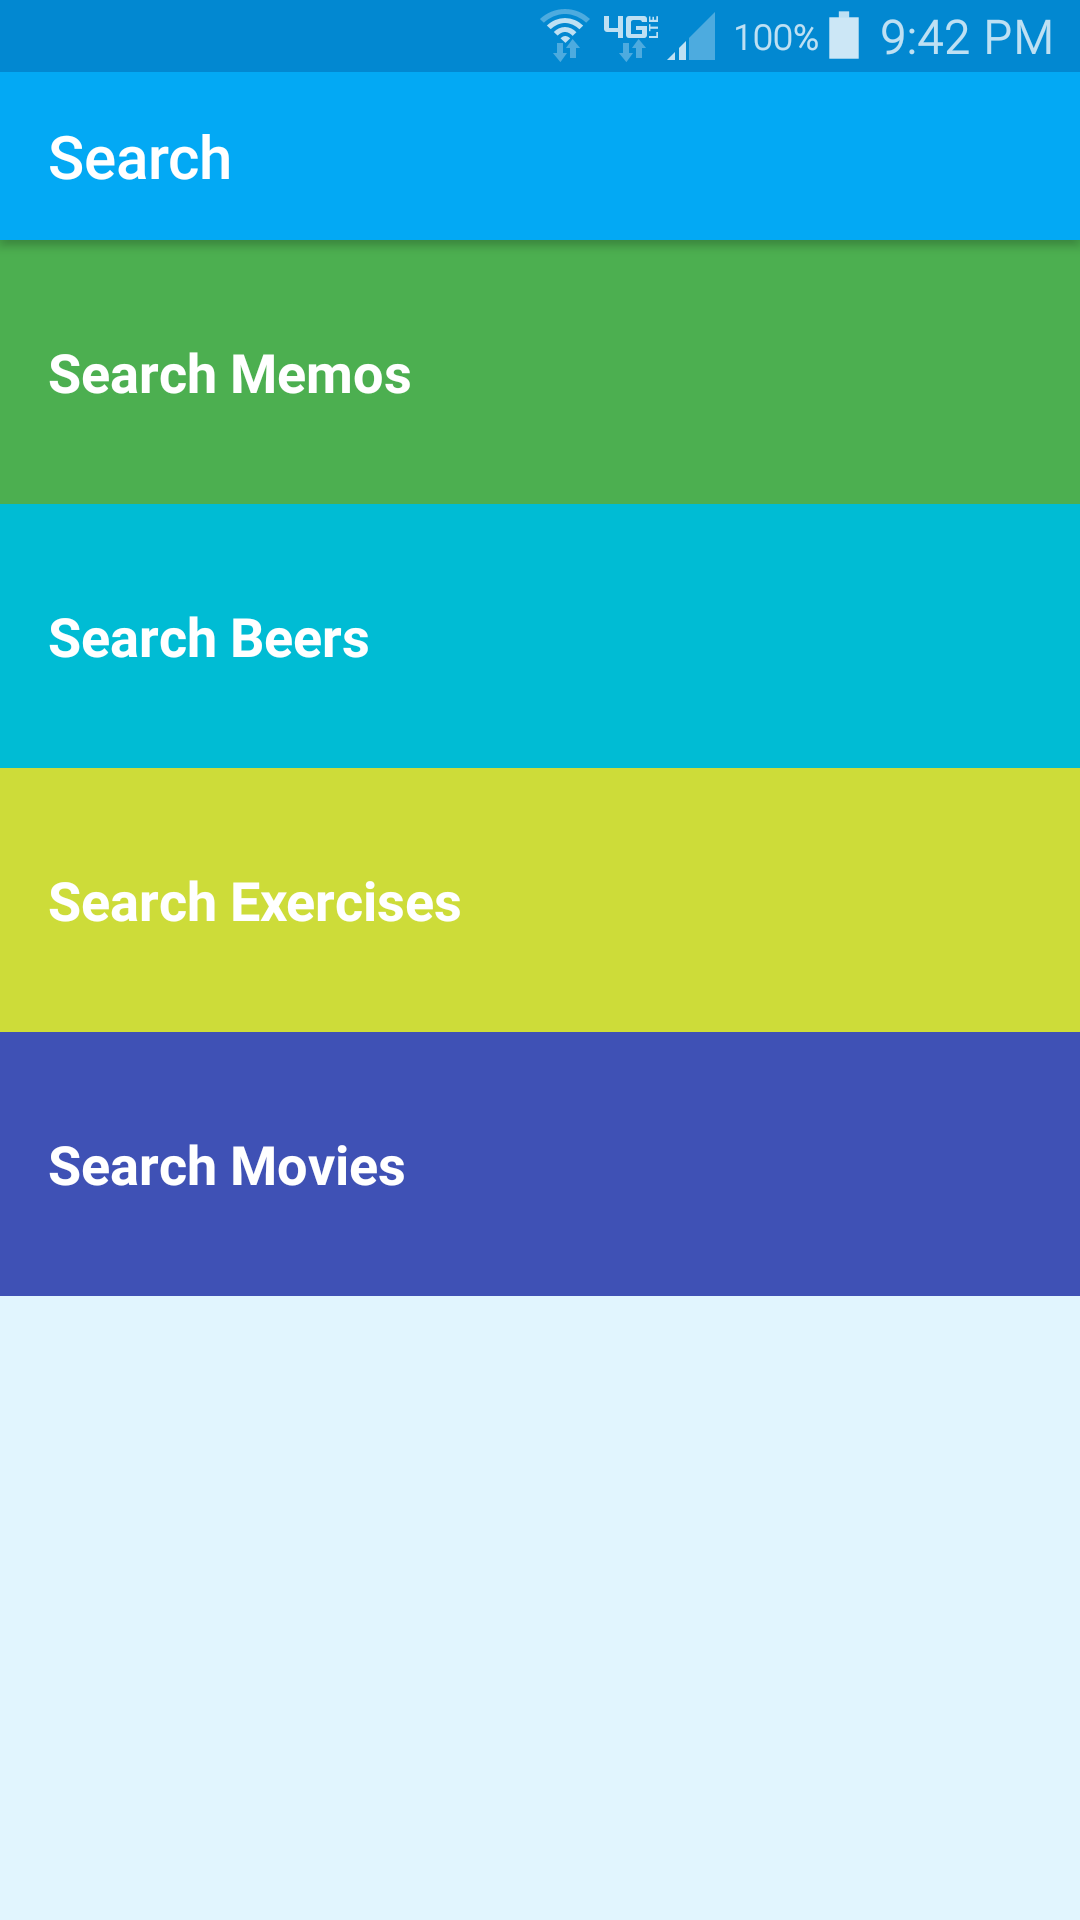 4G LTE 100% 9:42 PM
Search
Search Memos
Search Beers
Search Exercises
Search Movies